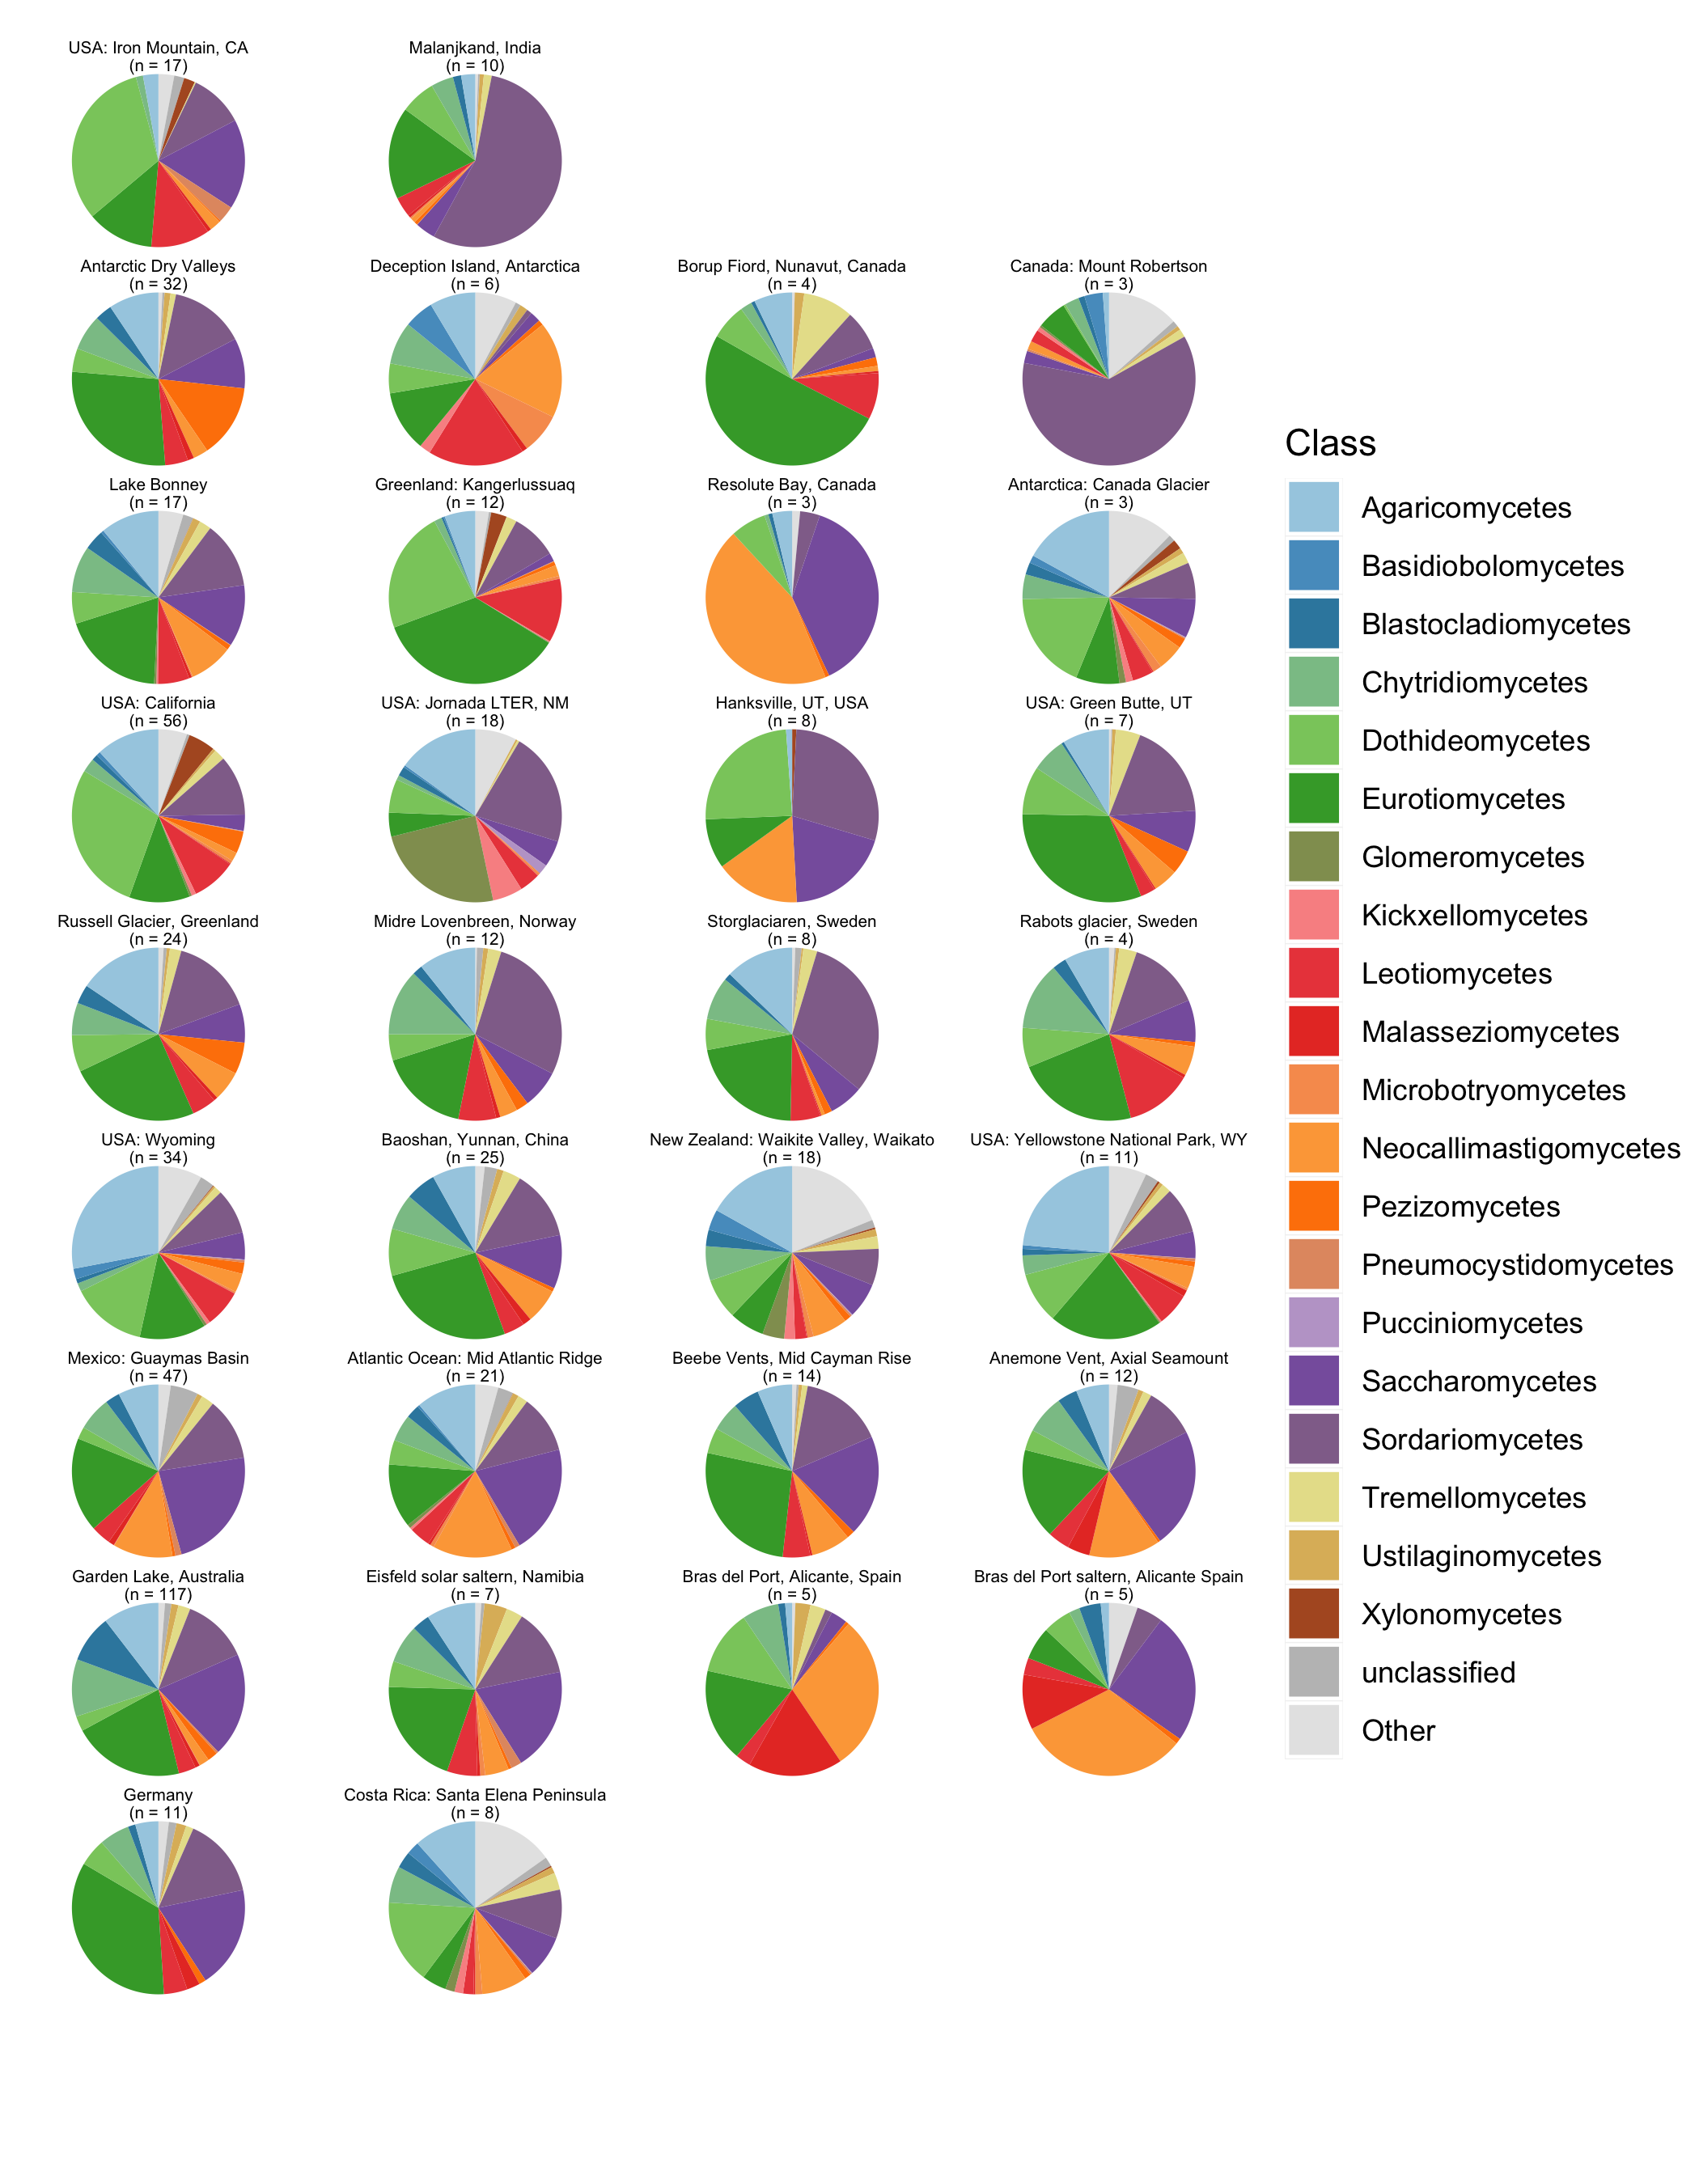 USA: Iron Mountain, CA
(n = 17)
Malanjkand, India
(n = 10)
Antarctic Dry Valleys
(n = 32)
Deception Island, Antarctica
(n = 6)
Borup Fiord, Nunavut, Canada
(n = 4)
Canada: Mount Robertson
(n = 3)
Lake Bonney
(n = 17)
Greenland: Kangerlussuaq
(n = 12)
Resolute Bay, Canada
(n = 3)
Antarctica: Canada Glacier
(n = 3)
USA: California
(n = 56)
USA: Jornada LTER, NM
(n = 18)
Hanksville, UT, USA
(n = 8)
USA: Green Butte, UT
(n = 7)
Russell Glacier, Greenland
(n = 24)
Midre Lovenbreen, Norway
(n = 12)
Storglaciaren, Sweden
(n = 8)
Rabots glacier, Sweden
(n = 4)
USA: Wyoming
(n = 34)
Baoshan, Yunnan, China
(n = 25)
New Zealand: Waikite Valley, Waikato
(n = 18)
USA: Yellowstone National Park, WY
(n = 11)
Mexico: Guaymas Basin
(n = 47)
Atlantic Ocean: Mid Atlantic Ridge
(n = 21)
Beebe Vents, Mid Cayman Rise
(n = 14)
Anemone Vent, Axial Seamount
(n = 12)
Garden Lake, Australia
(n = 117)
Eisfeld solar saltern, Namibia
(n = 7)
Bras del Port, Alicante, Spain
(n = 5)
Bras del Port saltern, Alicante Spain
(n = 5)
Germany
(n = 11)
Costa Rica: Santa Elena Peninsula
(n = 8)
Class
Agaricomycetes
Basidiobolomycetes
Blastocladiomycetes
Chytridiomycetes
Dothideomycetes
Eurotiomycetes
Glomeromycetes
Kickxellomycetes
Leotiomycetes
Malasseziomycetes
Microbotryomycetes
Neocallimastigomycetes
Pezizomycetes
Pneumocystidomycetes
Pucciniomycetes
Saccharomycetes
Sordariomycetes
Tremellomycetes
Ustilaginomycetes
Xylonomycetes
unclassified
Other